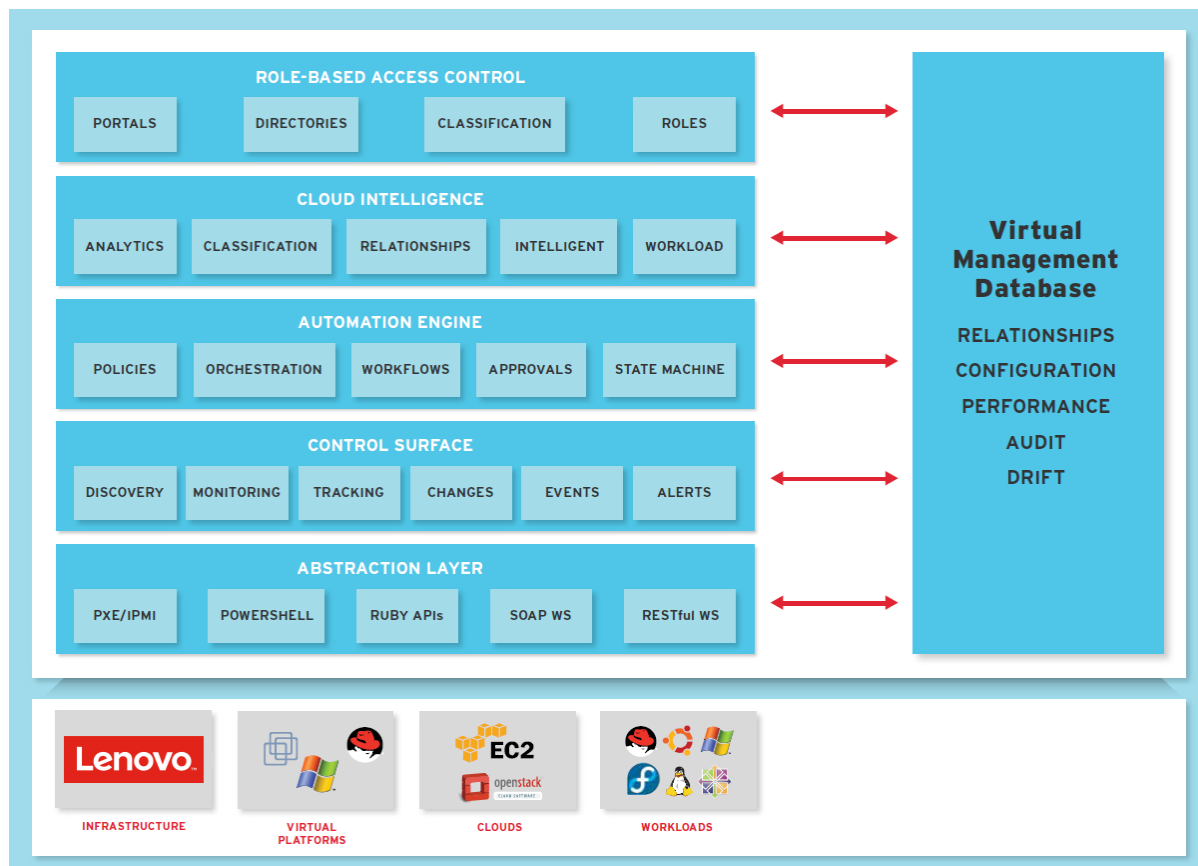 ROLE-BASED ACCESS CONTROL
PORTALS
DIRECTORIES
CLASSIFICATION
ROLES
CLOUD INTELLIGENCE
ANALYTICS
CLASSIFICATION
RELATIONSHIPS
INTELLIGENT
WORKLOAD
AUTOMATION ENGINE
POLICIES
ORCHESTRATION
WORKFLOWS
APPROVALS
STATE MACHINE
CONTROL SURFACE
DISCOVERY
MONITORING
TRACKING
CHANGES
EVENTS
ALERTS
ABSTRACTION LAYER
PXE/IPMI
POWERSHELL
RUBY APIs
SOAP WS
RESTful WS
Virtual
Management
Database
RELATIONSHIPS
CONFIGURATION
PERFORMANCE
AUDIT
DRIFT
Lenovo
INFRASTRUCTURE
VIRTUAL
PLATFORMS
EC2
openstack
CLOUD SOFTWARE
CLOUDS
WORKLOADS